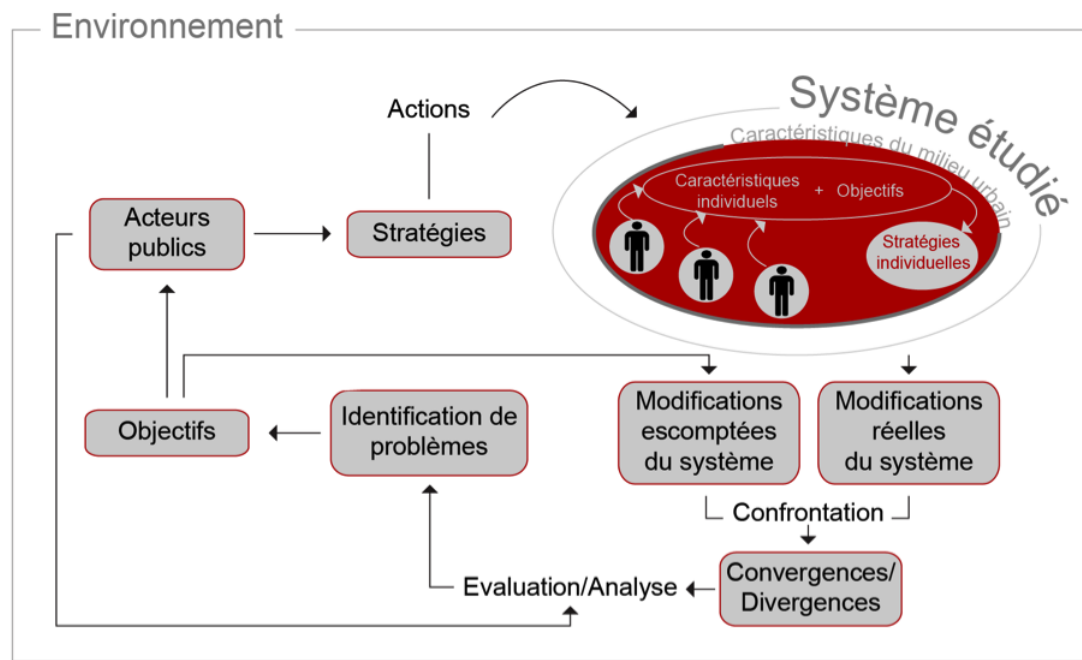 Environnement
Actions
Système étudié
Caractéristiques du milieu urbain
Caractéristiques
individuels
+ Objectifs
Stratégies
individuelles
Acteurs
publics
Stratégies
Objectifs
Identification de
problèmes
Modifications
escomptées
du système
Modifications
réelles
du système
Confrontation
Convergences/
Divergences
Evaluation/Analyse